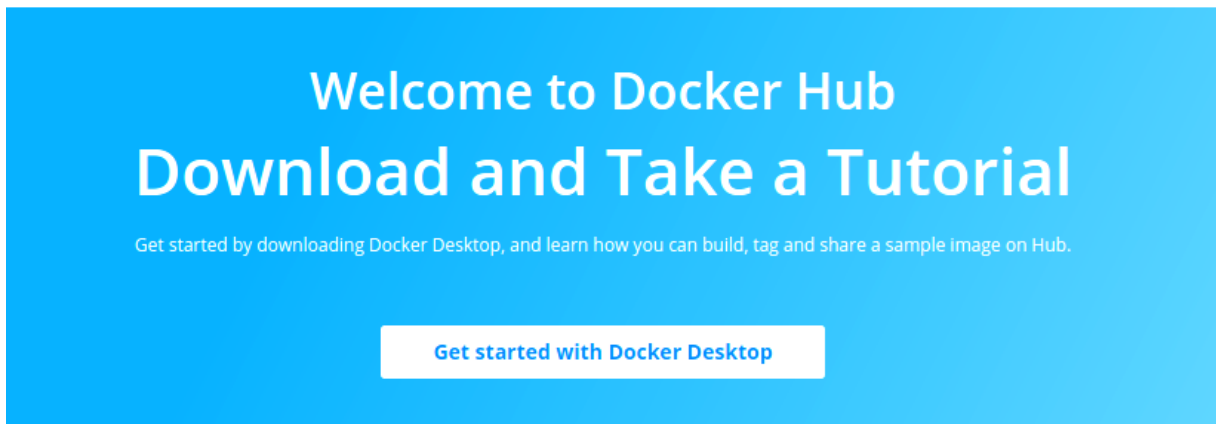 Welcome to Docker Hub
Download and Take a Tutorial
Get started by downloading Docker Desktop, and learn how you can build, tag and share a sample image on Hub.
Get started with Docker Desktop